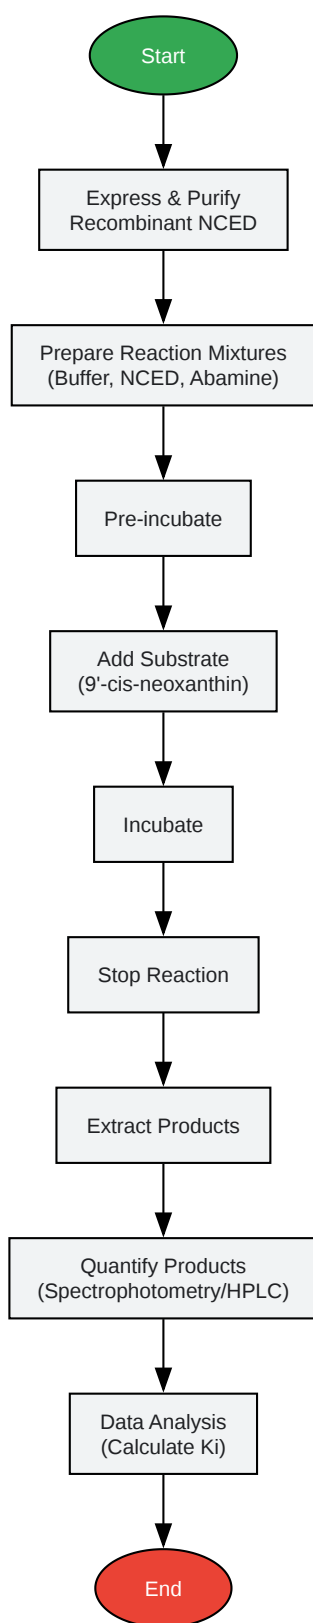 Start
Express & Purify
Recombinant NCED
Prepare Reaction Mixtures
(Buffer, NCED, Abamine)
Pre-incubate
Add Substrate
(9'-cis-neoxanthin)
Incubate
Stop Reaction
Extract Products
Quantify Products
(Spectrophotometry/HPLC)
Data Analysis
(Calculate Ki)
End